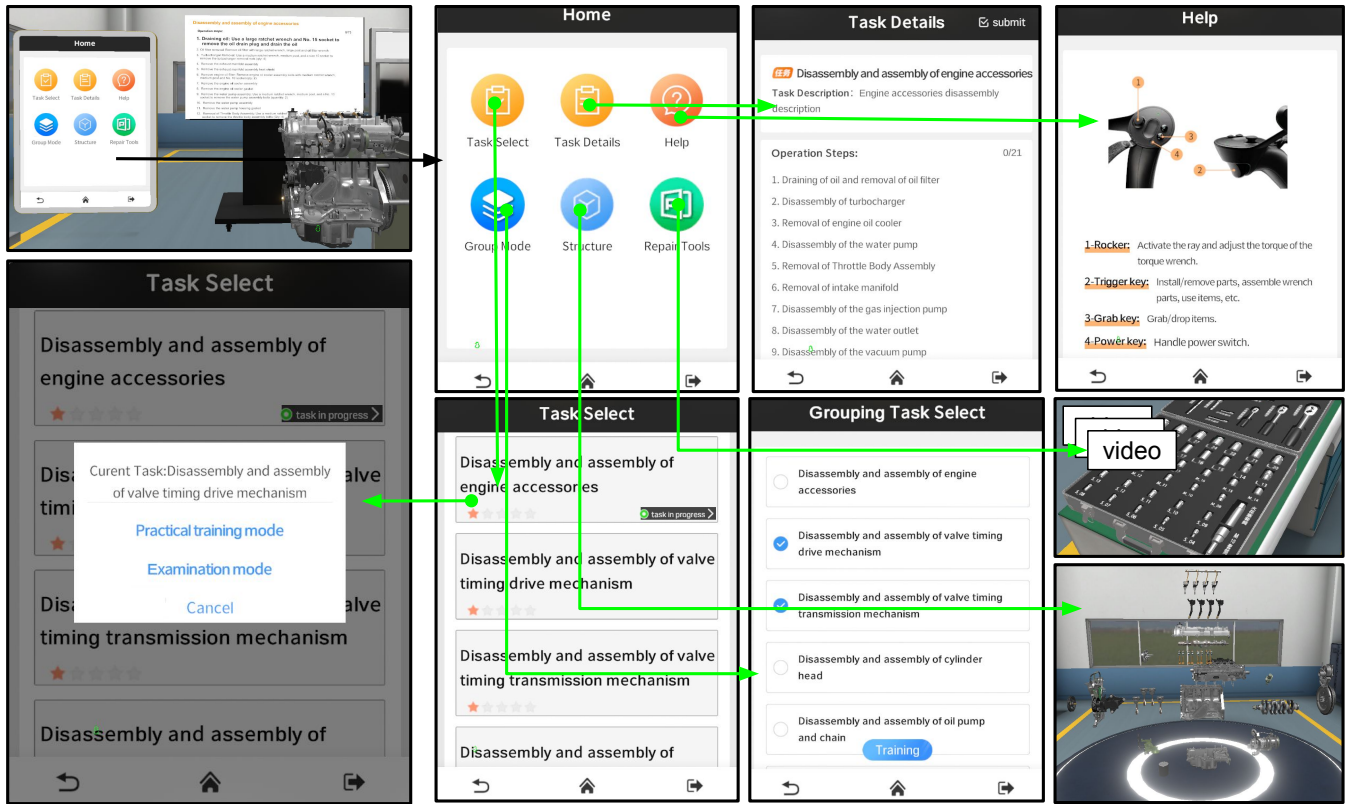 Home
Task Select
Task Details
Help
Group Mode
Structure
Repair Tools
Disassembly and assembly of engine accessories
Operation Steps:
0/21
1. Draining oil: Use a large ratchet wrench and No. 15 socket to
remove the oil drain plug and drain the oil
Home
Task Select
Task Details
Help
Group Mode
Structure
Repair Tools
Task Details
submit
任务 Disassembly and assembly of engine accessories
Task Description: Engine accessories disassembly
description
Operation Steps:
0/21
1. Draining of oil and removal of oil filter
2. Disassembly of turbocharger
3. Removal of engine oil cooler
4. Disassembly of the water pump
5. Removal of Throttle Body Assembly
6. Removal of intake manifold
7. Disassembly of the gas injection pump
8. Disassembly of the water outlet
9. Disassembly of the vacuum pump
Help
1
3
4
2
1-Rocker: Activate the ray and adjust the torque of the
torque wrench.
2-Trigger key: Install/remove parts, assemble wrench
parts, use items, etc.
3-Grab key: Grab/drop items.
4-Power key: Handle power switch.
Task Select
Disassembly and assembly of
engine accessories
task in progress
Curent Task:Disassembly and assembly
of valve timing drive mechanism
Practical training mode
Examination mode
Cancel
Disa
alve
timi
Disa
alve
timing transmission mechanism
Disassembly and assembly of
Task Select
Disassembly and assembly of
engine accessories
task in progress
Disassembly and assembly of valve
timing drive mechanism
Disassembly and assembly of valve
timing transmission mechanism
Disassembly and assembly of
Grouping Task Select
Disassembly and assembly of engine
accessories
Disassembly and assembly of valve timing
drive mechanism
Disassembly and assembly of valve timing
transmission mechanism
Disassembly and assembly of cylinder
head
Disassembly and assembly of oil pump
and chain
Training
video